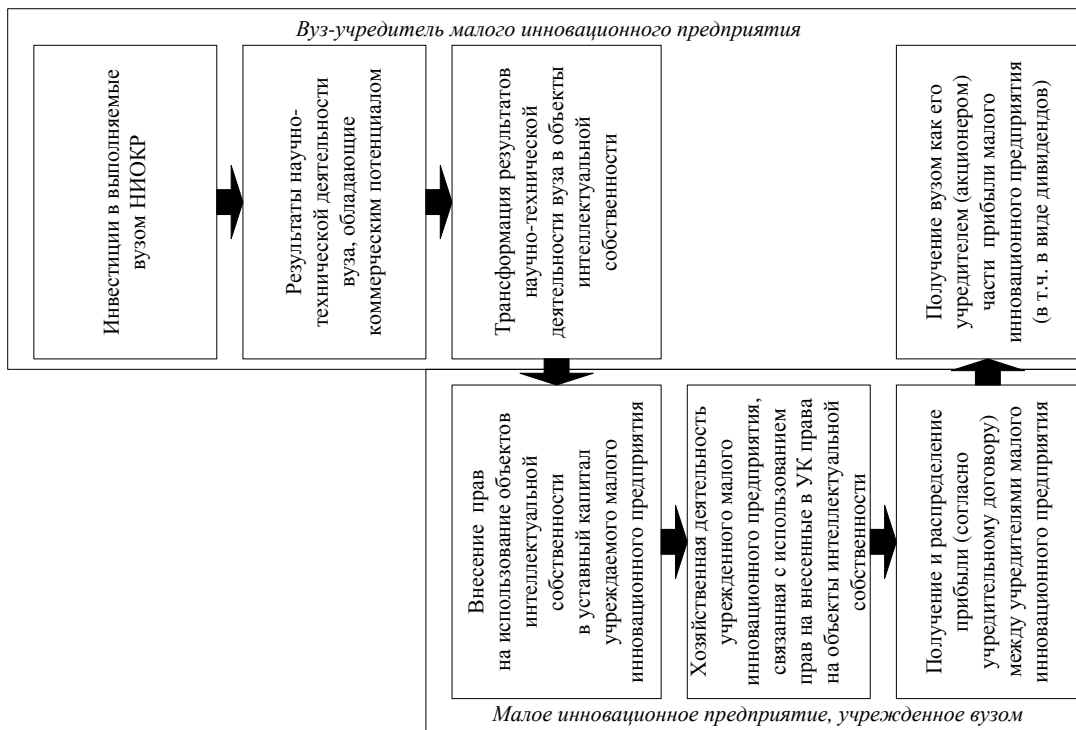 Вуз-учредитель малого инновационного предприятия
Инвестиции в выполняемые
вузом НИОКР
Результаты научно-
технической деятельности
вуза, обладающие
коммерческим потенциалом
Трансформация результатов
научно-технической
деятельности вуза в объекты
интеллектуальной
собственности
Получение вузом как его
учредителем (акционером)
части прибыли малого
инновационного предприятия
(в т.ч. в виде дивидендов)
Внесение прав
на использование объектов
интеллектуальной
собственности
в уставный капитал
учреждаемого малого
инновационного предприятия
Хозяйственная деятельность
учрежденного малого
инновационного предприятия,
связанная с использованием
прав на внесенные в УК права
на объекты интеллектуальной
собственности
Получение и распределение
прибыли (согласно
учредительному договору)
между учредителями малого
инновационного предприятия
Малое инновационное предприятие, учрежденное вузом